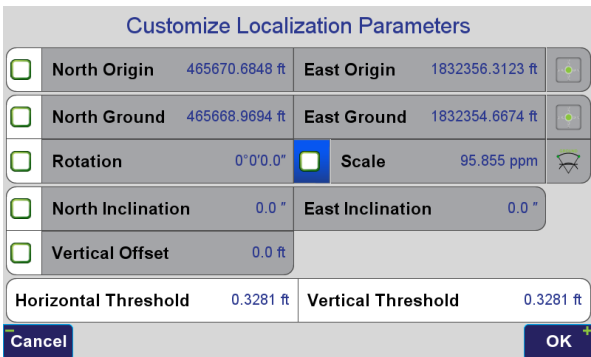 Customize Localization Parameters
North Origin 465670.6848 ft East Origin 1832356.3123 ft
North Ground 465668.9694 ft East Ground 1832354.6674 ft
Rotation 0°0'0.0" Scale 95.855 ppm
North Inclination 0.0 " East Inclination 0.0 "
Vertical Offset 0.0 ft
Horizontal Threshold 0.3281 ft Vertical Threshold 0.3281 ft
Cancel OK